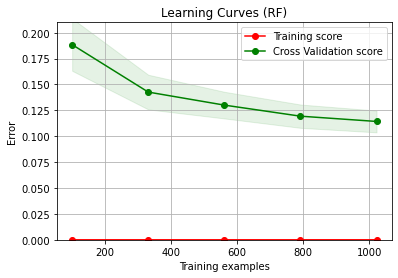 Learning Curves (RF)
Training score
Cross Validation score
Error
0.200
0.175
0.150
0.125
0.100
0.075
0.050
0.025
0.000
200 400 600 800 1000
Training examples